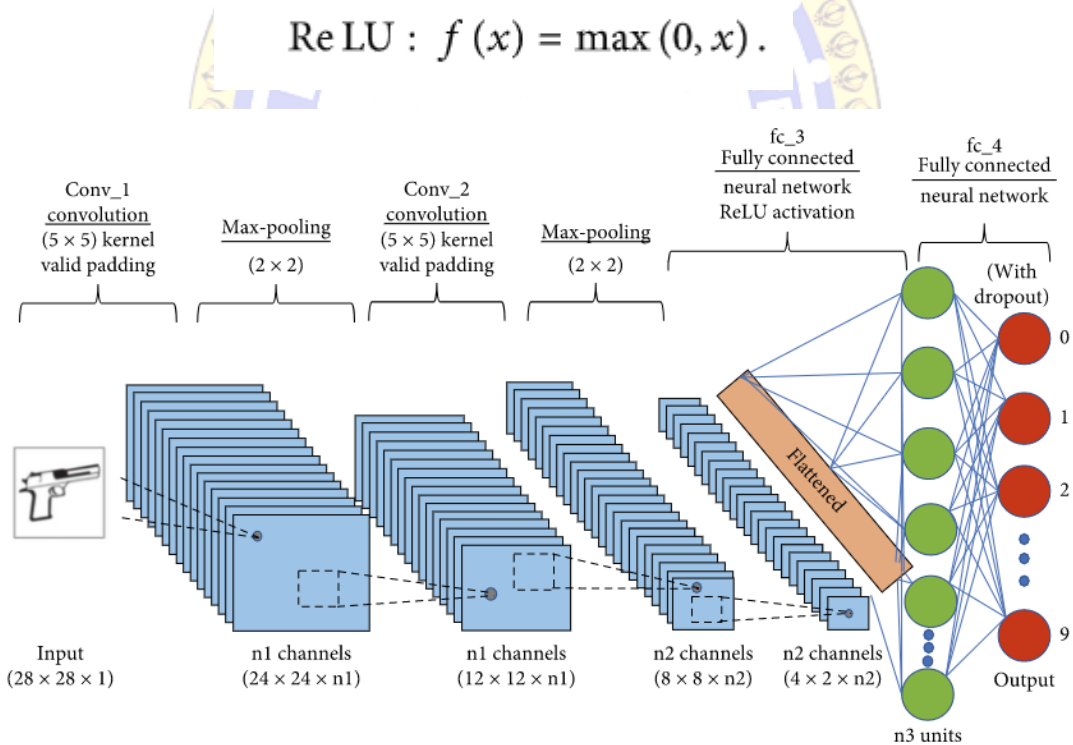 Re LU : f (x) = max (0, x) .
Conv_1
convolution
(5 × 5) kernel
valid padding
Max-pooling
(2 × 2)
Conv_2
convolution
(5 × 5) kernel
valid padding
Max-pooling
(2 × 2)
fc_3
Fully connected
neural network
ReLU activation
fc_4
Fully connected
neural network
(With
dropout)
0
1
2
9
Flattened
Input
(28 × 28 × 1)
n1 channels
(24 × 24 × n1)
n1 channels
(12 × 12 × n1)
n2 channels
(8 × 8 × n2)
n2 channels
(4 × 2 × n2)
Output
n3 units